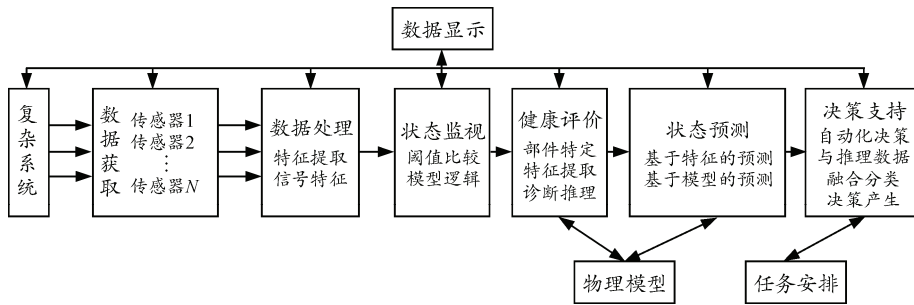 数据显示
复杂系统
数据获取
传感器1
传感器2
⋮
传感器N
数据处理
特征提取
信号特征
状态监视
阈值比较
模型逻辑
健康评价
部件特定
特征提取
诊断推理
状态预测
基于特征的预测
基于模型的预测
决策支持
自动化决策
与推理数据
融合分类
决策产生
物理模型
任务安排